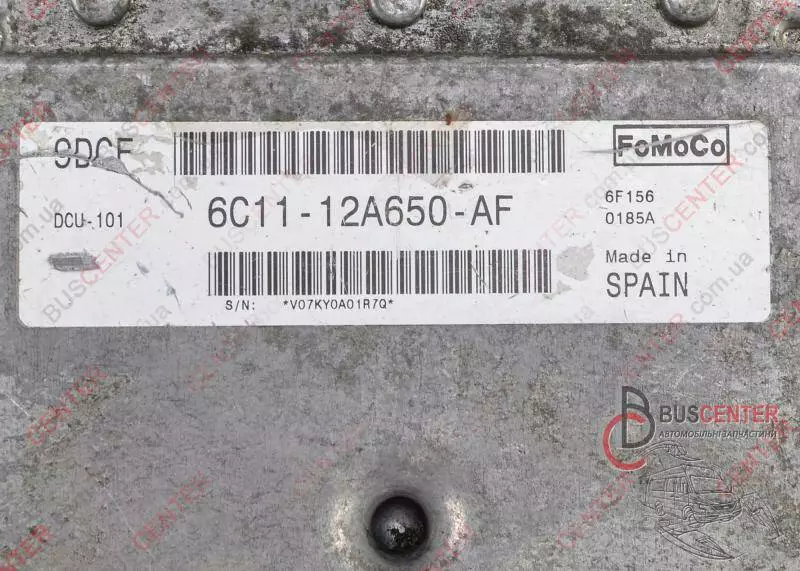 9DCF
FoMoCo
DCU-101
6C11-12A650-AF
6F156
0185A
Made in
SPAIN
S/N: *V07KY0A01R7Q*
BUSCENTER
АВТОМОБІЛЬНІ ЗАПЧАСТИНИ